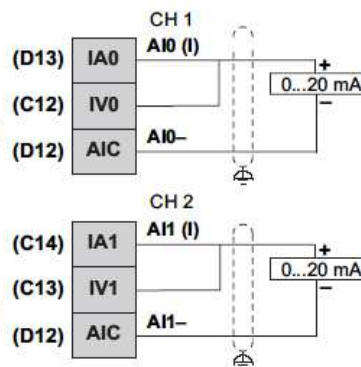 CH 1
AI0 (I)
(D13) IA0
+
0...20 mA
(C12) IV0
–
(D12) AIC AI0–
CH 2
AI1 (I)
(C14) IA1
+
0...20 mA
(C13) IV1
–
(D12) AIC AI1–